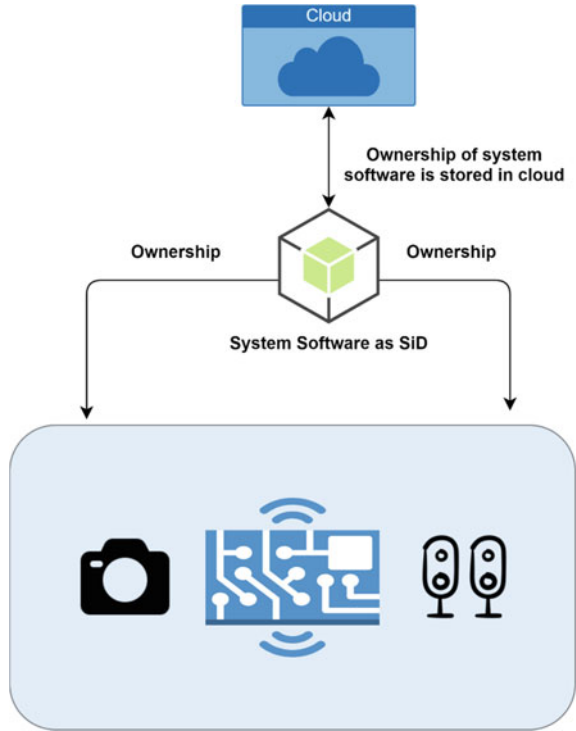 Cloud
Ownership of system
software is stored in cloud
Ownership
Ownership
System Software as SiD